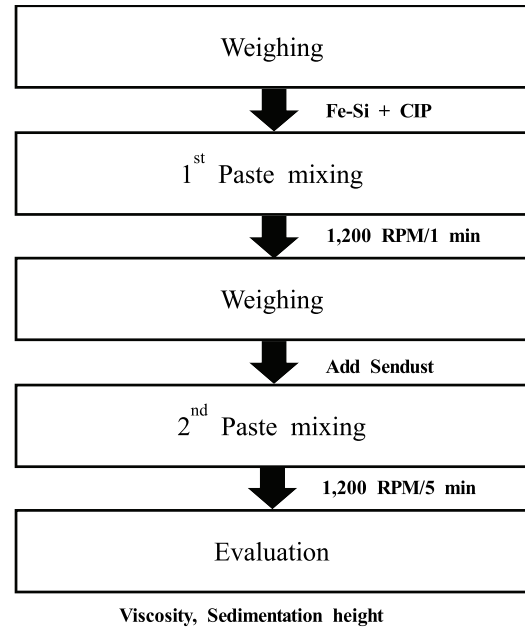 Weighing
Fe-Si + CIP
1st Paste mixing
1,200 RPM/1 min
Weighing
Add Sendust
2nd Paste mixing
1,200 RPM/5 min
Evaluation
Viscosity, Sedimentation height